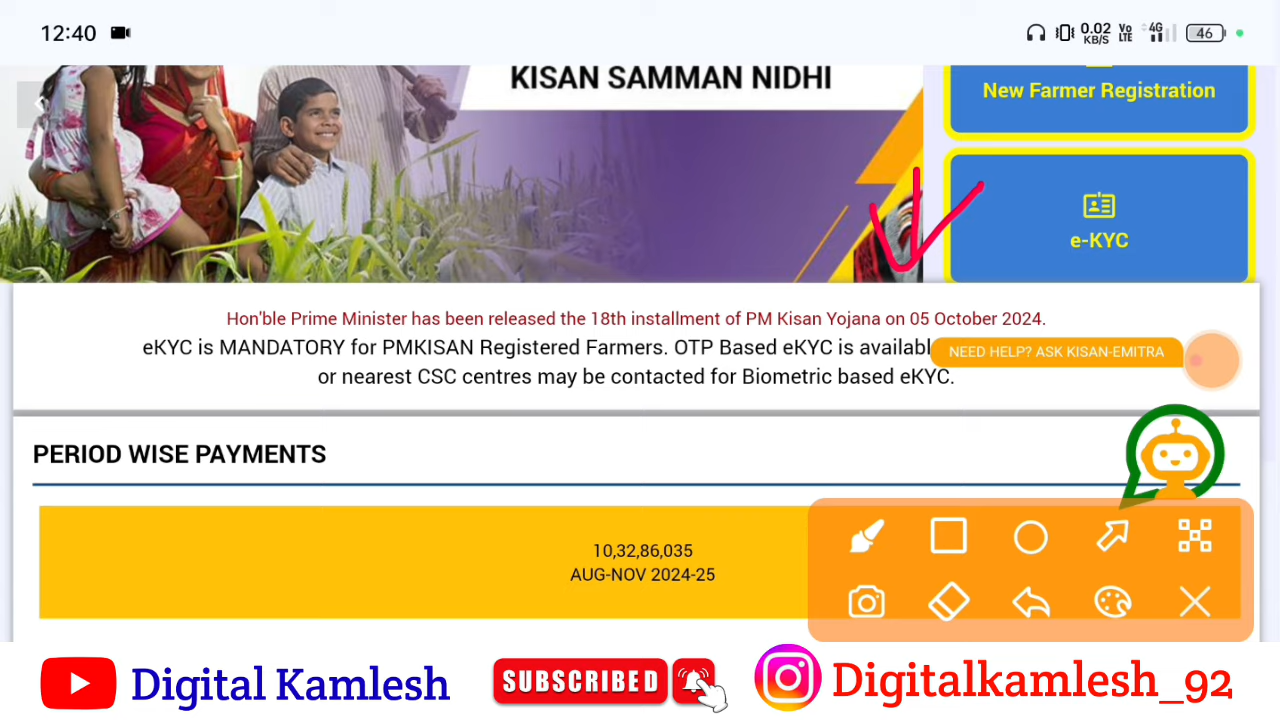 12:40
0.02 KB/S Vo LTE 4G 46
KISAN SAMMAN NIDHI
New Farmer Registration
e-KYC
Hon'ble Prime Minister has been released the 18th installment of PM Kisan Yojana on 05 October 2024.
eKYC is MANDATORY for PMKISAN Registered Farmers. OTP Based eKYC is availabl
NEED HELP? ASK KISAN-EMITRA
or nearest CSC centres may be contacted for Biometric based eKYC.
PERIOD WISE PAYMENTS
10,32,86,035
AUG-NOV 2024-25
Digital Kamlesh SUBSCRIBED Digitalkamlesh_92